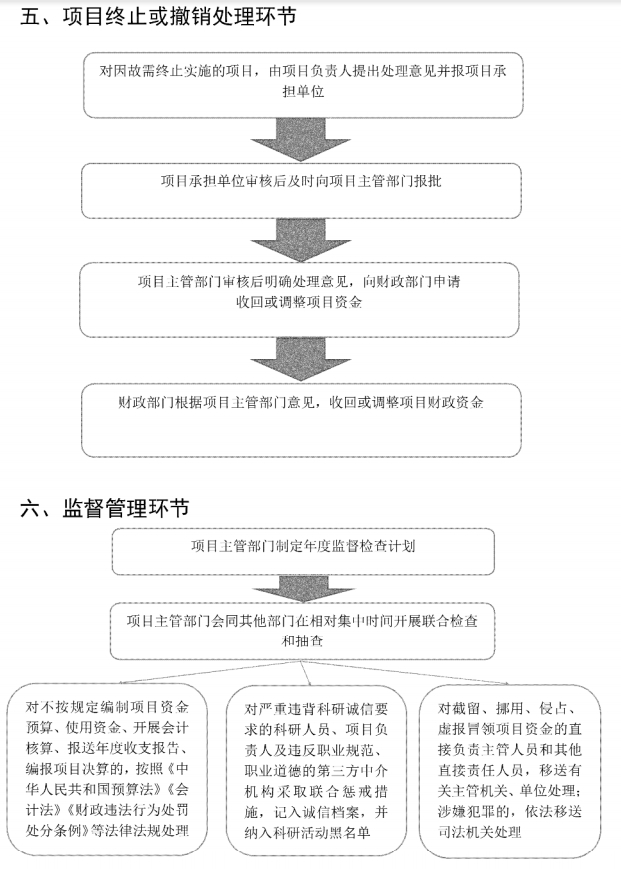 五、项目终止或撤销处理环节
对因故需终止实施的项目，由项目负责人提出处理意见并报项目承
担单位
项目承担单位审核后及时向项目主管部门报批
项目主管部门审核后明确处理意见，向财政部门申请
收回或调整项目资金
财政部门根据项目主管部门意见，收回或调整项目财政资金
六、监督管理环节
项目主管部门制定年度监督检查计划
项目主管部门会同其他部门在相对集中时间开展联合检查
和抽查
对不按规定编制项目资金
预算、使用资金、开展会计
核算、报送年度收支报告、
编报项目决算的，按照《中
华人民共和国预算法》《会
计法》《财政违法行为处罚
处分条例》等法律法规处理
对严重违背科研诚信要
求的科研人员、项目负
责人及违反职业规范、
职业道德的第三方中介
机构采取联合惩戒措
施，记入诚信档案，并
纳入科研活动黑名单
对截留、挪用、侵占、
虚报冒领项目资金的直
接负责主管人员和其他
直接责任人员，移送有
关主管机关、单位处理；
涉嫌犯罪的，依法移送
司法机关处理